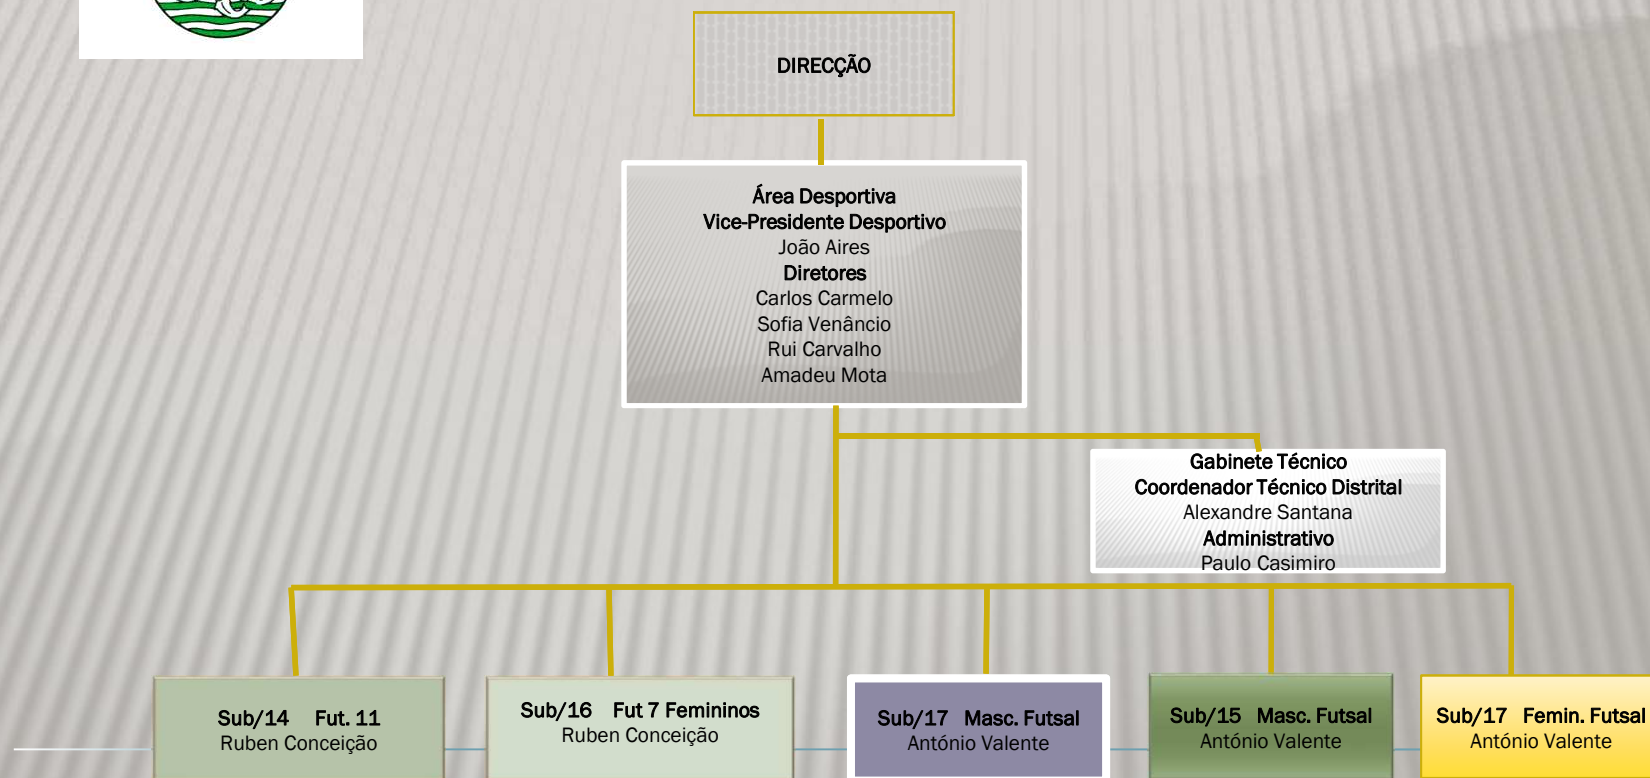 DIRECÇÃO
Área Desportiva
Vice-Presidente Desportivo
João Aires
Diretores
Carlos Carmelo
Sofia Venâncio
Rui Carvalho
Amadeu Mota
Gabinete Técnico
Coordenador Técnico Distrital
Alexandre Santana
Administrativo
Paulo Casimiro
Sub/14 Fut. 11
Ruben Conceição
Sub/16 Fut 7 Femininos
Ruben Conceição
Sub/17 Masc. Futsal
António Valente
Sub/15 Masc. Futsal
António Valente
Sub/17 Femin. Futsal
António Valente